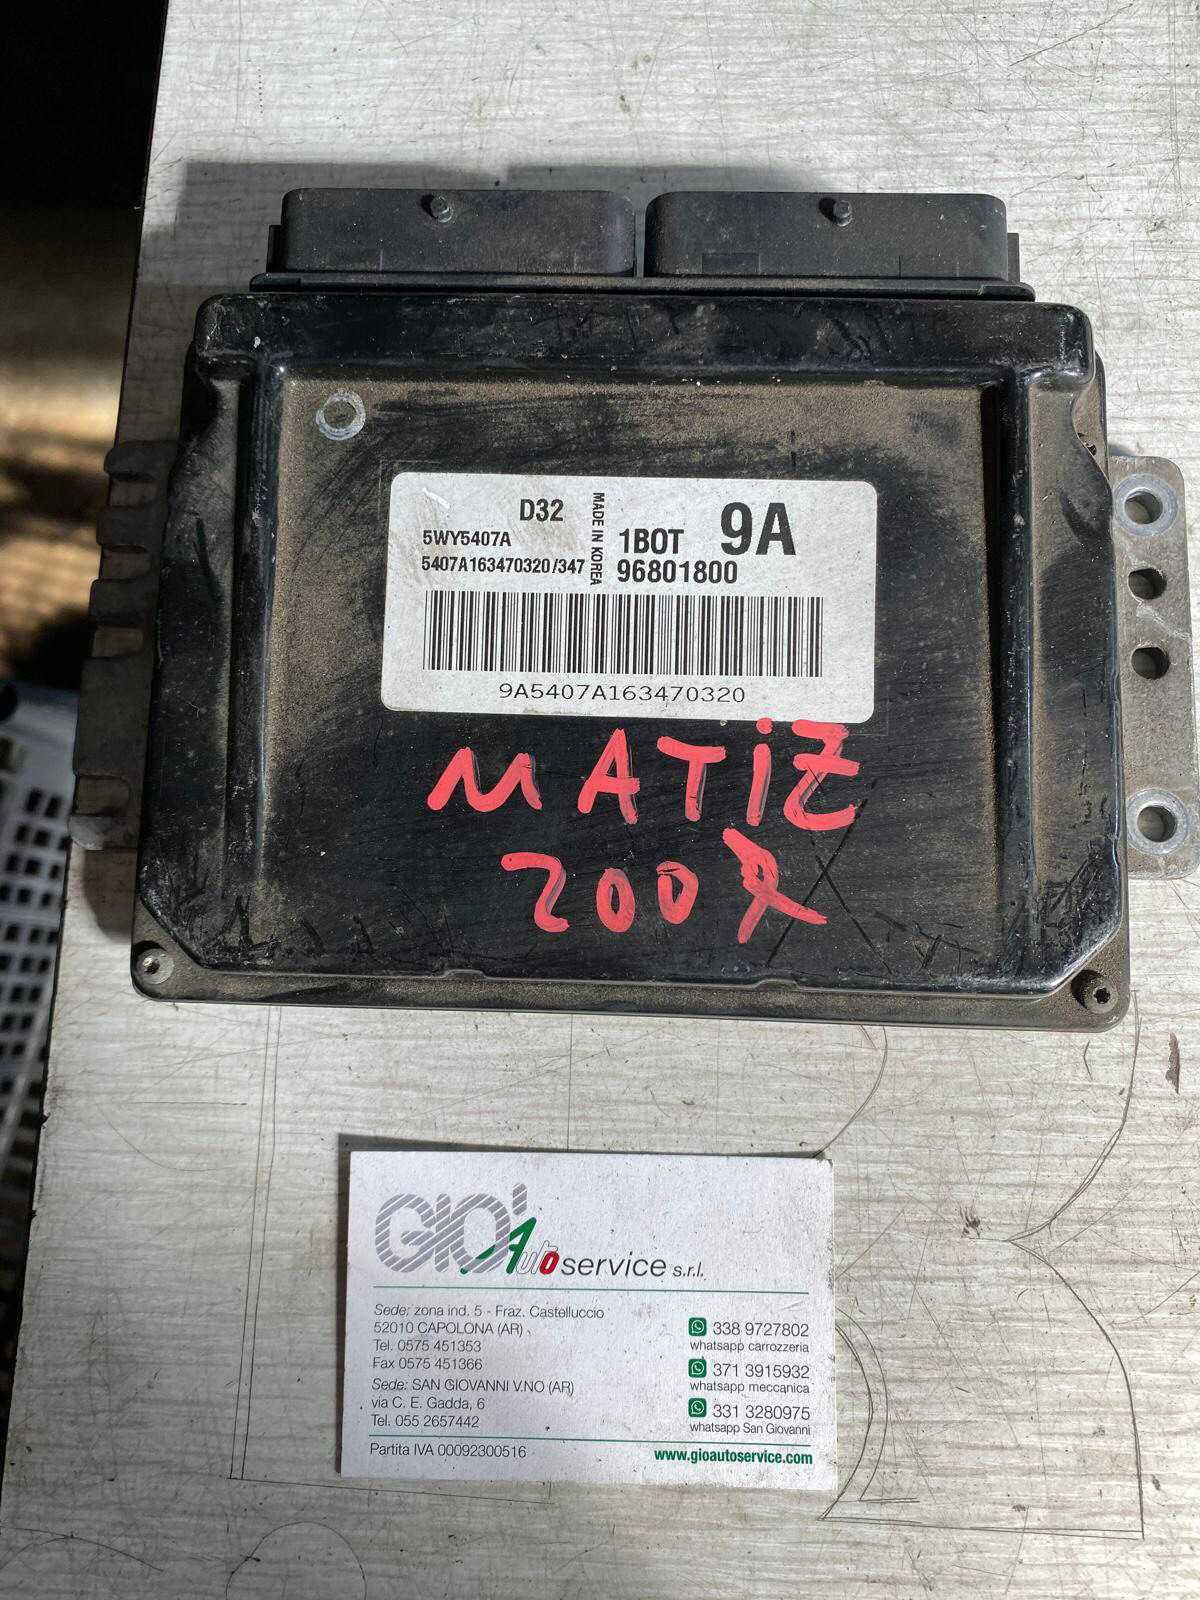 D32
5WY5407A
5407A163470320/347
MADE IN KOREA
1BOT 9A
96801800
9A5407A163470320
MATIZ
GIO' Auto service s.r.l.
Sede: zona ind. 5 - Fraz. Castelluccio
52010 CAPOLONA (AR)
Tel. 0575 451353
Fax 0575 451366
Sede: SAN GIOVANNI V.NO (AR)
via C. E. Gadda, 6
Tel. 055 2657442
338 9727802
whatsapp carrozzeria
371 3915932
whatsapp meccanica
331 3280975
whatsapp San Giovanni
Partita IVA 00092300516
www.gioautoservice.com